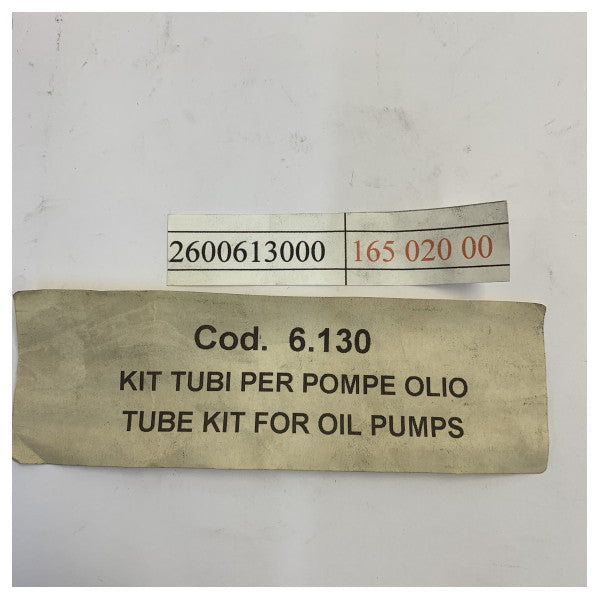 2600613000 165 020 00
Cod. 6.130
KIT TUBI PER POMPE OLIO
TUBE KIT FOR OIL PUMPS